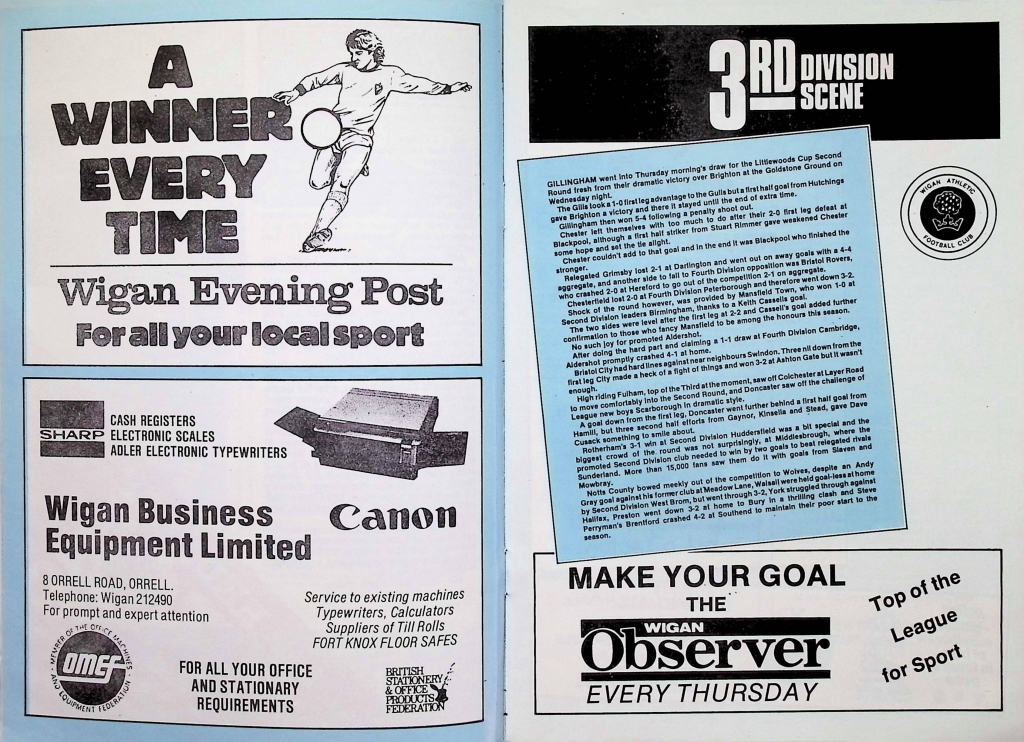 A
WINNER
EVERY
TIME
Wigan Evening Post
For all your local sport
SHARP
CASH REGISTERS
ELECTRONIC SCALES
ADLER ELECTRONIC TYPEWRITERS
Wigan Business
Equipment Limited
Canon
8 ORRELL ROAD, ORRELL.
Telephone: Wigan 212490
For prompt and expert attention
Service to existing machines
Typewriters, Calculators
Suppliers of Till Rolls
FORT KNOX FLOOR SAFES
MEMBER OF THE OFFICE MACHINES
OMEF
AND EQUIPMENT FEDERATION
FOR ALL YOUR OFFICE
AND STATIONARY
REQUIREMENTS
BRITISH
STATIONERY
& OFFICE
PRODUCTS
FEDERATION
3RD DIVISION
SCENE
WIGAN ATHLETIC
FOOTBALL CLUB
GILLINGHAM went into Thursday morning's draw for the Littlewoods Cup Second
Round fresh from their dramatic victory over Brighton at the Goldstone Ground on
Wednesday night.
The Gills took a 1-0 first leg advantage to the Gulls but a first half goal from Hutchings
gave Brighton a victory and there it stayed until the end of extra time.
Gillingham then won 5-4 following a penalty shoot out.
Chester left themselves with too much to do after their 2-0 first leg defeat at
Blackpool, although a first half striker from Stuart Rimmer gave weakened Chester
some hope and set the tie alight.
Chester couldn't add to that goal and in the end it was Blackpool who finished the
stronger.
Relegated Grimsby lost 2-1 at Darlington and went out on away goals with a 4-4
aggregate, and another side to fall to Fourth Division opposition was Bristol Rovers,
who crashed 2-0 at Hereford to go out of the competition 2-1 on aggregate.
Chesterfield lost 2-0 at Fourth Division Peterborough and therefore went down 3-2.
Shock of the round however, was provided by Mansfield Town, who won 1-0 at
Second Division leaders Birmingham, thanks to a Keith Cassells goal.
The two sides were level after the first leg at 2-2 and Cassell's goal added further
confirmation to those who fancy Mansfield to be among the honours this season.
No such joy for promoted Aldershot.
After doing the hard part and claiming a 1-1 draw at Fourth Division Cambridge,
Aldershot promptly crashed 4-1 at home.
Bristol City had hard lines against near neighbours Swindon. Three nil down from the
first leg City made a heck of a fight of things and won 3-2 at Ashton Gate but it wasn't
enough.
High riding Fulham, top of the Third at the moment, saw off Colchester at Layer Road
to move comfortably into the Second Round, and Doncaster saw off the challenge of
League new boys Scarborough in dramatic style.
A goal down from the first leg, Doncaster went further behind a first half goal from
Hamill, but three second half efforts from Gaynor, Kinsella and Stead, gave Dave
Cusack something to smile about.
Rotherham's 3-1 win at Second Division Huddersfield was a bit special and the
biggest crowd of the round was not surprisingly, at Middlesbrough, where the
promoted Second Division club needed to win by two goals to beat relegated rivals
Sunderland. More than 15,000 fans saw them do it with goals from Slaven and
Mowbray.
Notts County bowed meekly out of the competition to Wolves, despite an Andy
Gray goal against his former club at Meadow Lane, Walsall were held goal-less at home
by Second Division West Brom, but went through 3-2, York struggled through against
Halifax, Preston went down 3-2 at home to Bury in a thrilling clash and Steve
Perryman's Brentford crashed 4-2 at Southend to maintain their poor start to the
season.
MAKE YOUR GOAL
THE
WIGAN
Observer
EVERY THURSDAY
Top of the
League
for Sport